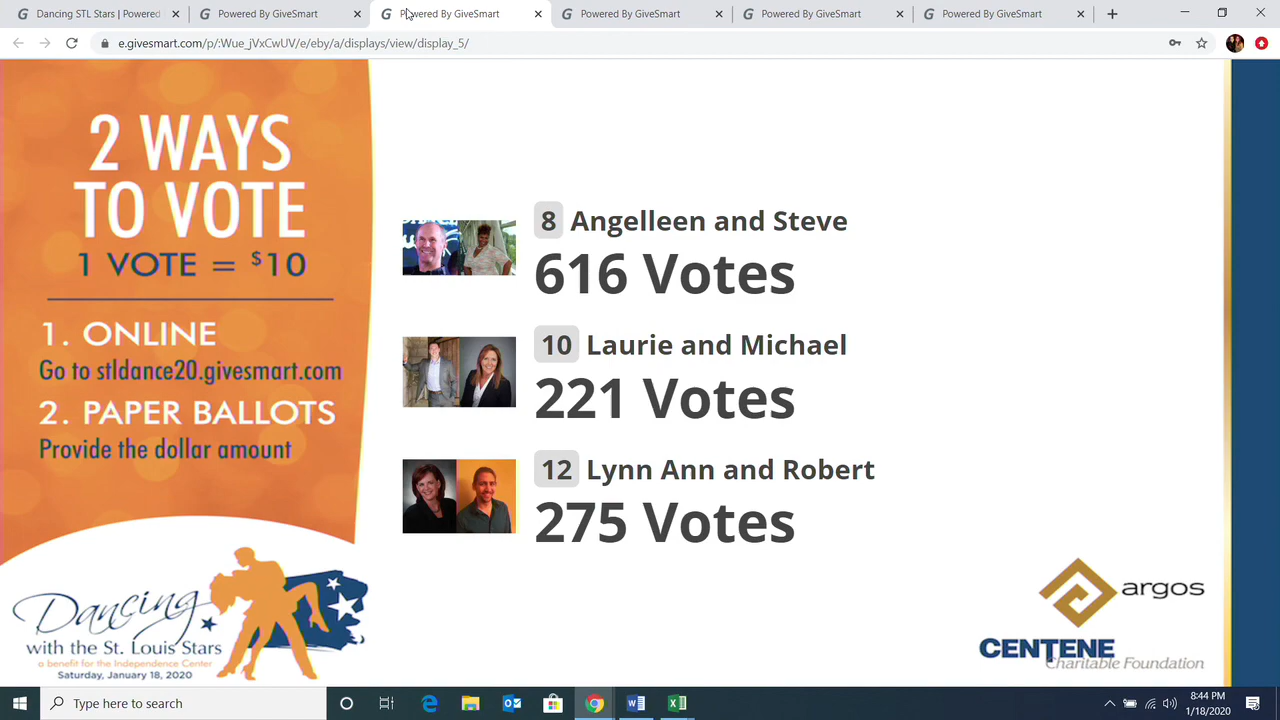 Dancing STL Stars | Powered
Powered By GiveSmart
Powered By GiveSmart
Powered By GiveSmart
Powered By GiveSmart
Powered By GiveSmart
e.givesmart.com/p/:Wue_jVxCwUV/e/eby/a/displays/view/display_5/
2 WAYS
TO VOTE
1 VOTE = $10
1. ONLINE
Go to stldance20.givesmart.com
2. PAPER BALLOTS
Provide the dollar amount
Dancing
with the St. Louis Stars
a benefit for the Independence Center
Saturday, January 18, 2020
8 Angelleen and Steve
616 Votes
10 Laurie and Michael
221 Votes
12 Lynn Ann and Robert
275 Votes
argos
CENTENE
Charitable Foundation
Type here to search
8:44 PM
1/18/2020